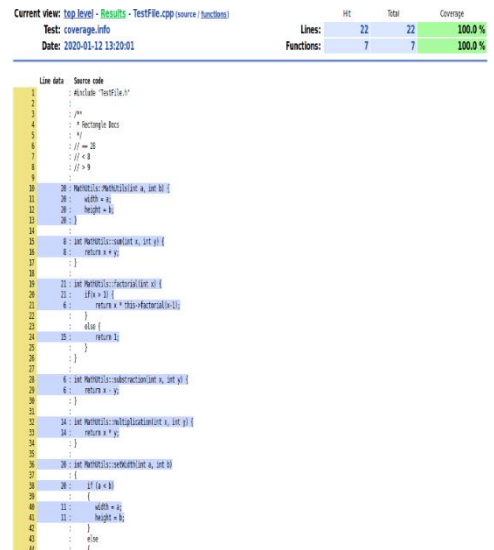 Current view: top level - Results - TestFile.cpp (source / functions) Hit Total Coverage
Test: coverage.info Lines: 22 22 100.0 %
Date: 2020-01-12 13:20:01 Functions: 7 7 100.0 %
Line data Source code
1 : #include "TestFile.h"
2 :
3 : /**
4 : * Rectangle Docs
5 : */
6 : // == 28
7 : // < 8
8 : // > 9
9 :
10 20 : MathUtils::MathUtils(int a, int b) {
11 20 : width = a;
12 20 : height = b;
13 20 : }
14 :
15 8 : int MathUtils::sum(int x, int y) {
16 8 : return x + y;
17 : }
18 :
19 21 : int MathUtils::factorial(int x) {
20 21 : if(x > 1) {
21 6 : return x * this->factorial(x-1);
22 : }
23 : else {
24 15 : return 1;
25 : }
26 : }
27 :
28 6 : int MathUtils::substraction(int x, int y) {
29 6 : return x - y;
30 : }
31 :
32 14 : int MathUtils::multiplication(int x, int y) {
33 14 : return x * y;
34 : }
35 :
36 20 : int MathUtils::setWidth(int a, int b)
37 : {
38 20 : if (a < b)
39 : {
40 11 : width = a;
41 11 : height = b;
42 : }
43 : else
44 : {